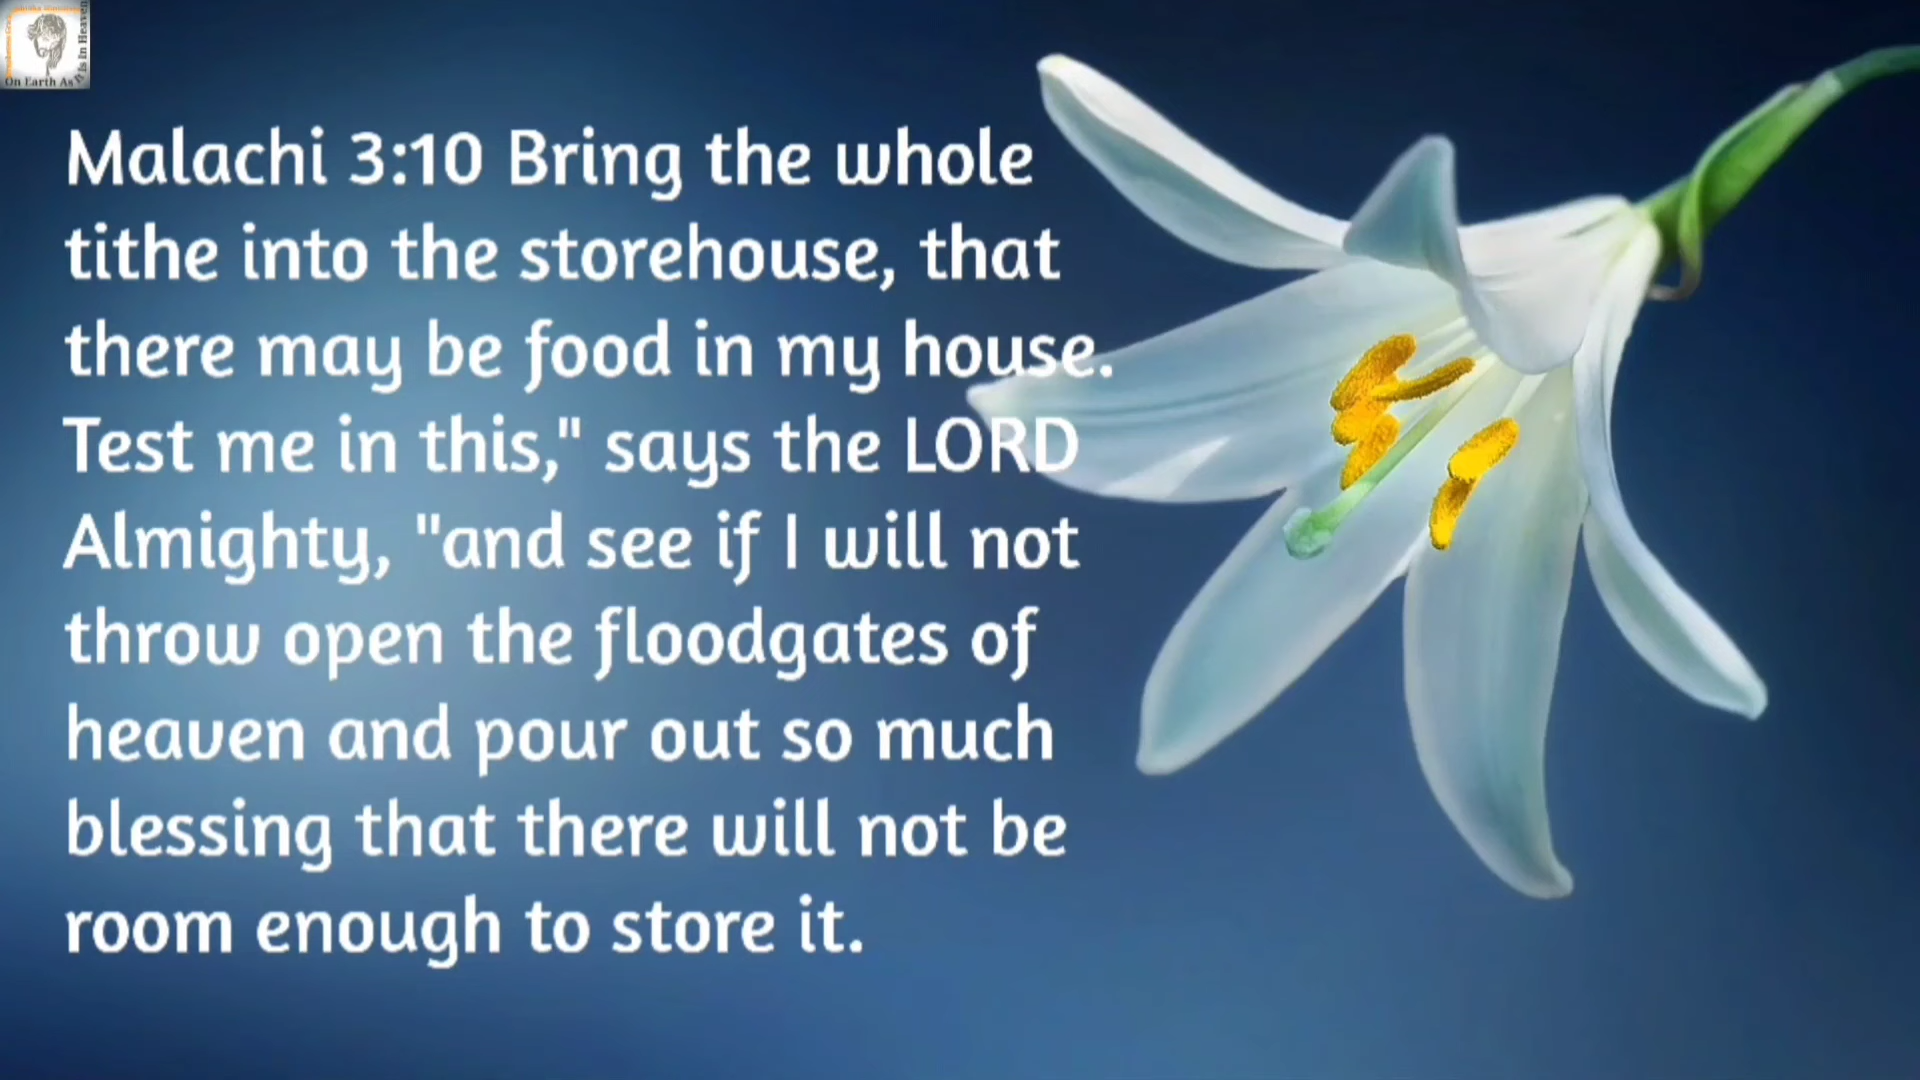 On Earth As It Is In Heaven
Malachi 3:10 Bring the whole
tithe into the storehouse, that
there may be food in my house.
Test me in this," says the LORD
Almighty, "and see if I will not
throw open the floodgates of
heaven and pour out so much
blessing that there will not be
room enough to store it.